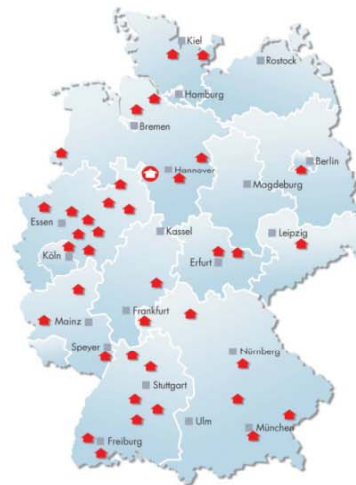 Kiel
Rostock
Hamburg
Bremen
Hannover
Berlin
Magdeburg
Essen
Kassel
Leipzig
Köln
Erfurt
Mainz
Frankfurt
Speyer
Nürnberg
Stuttgart
Ulm
München
Freiburg